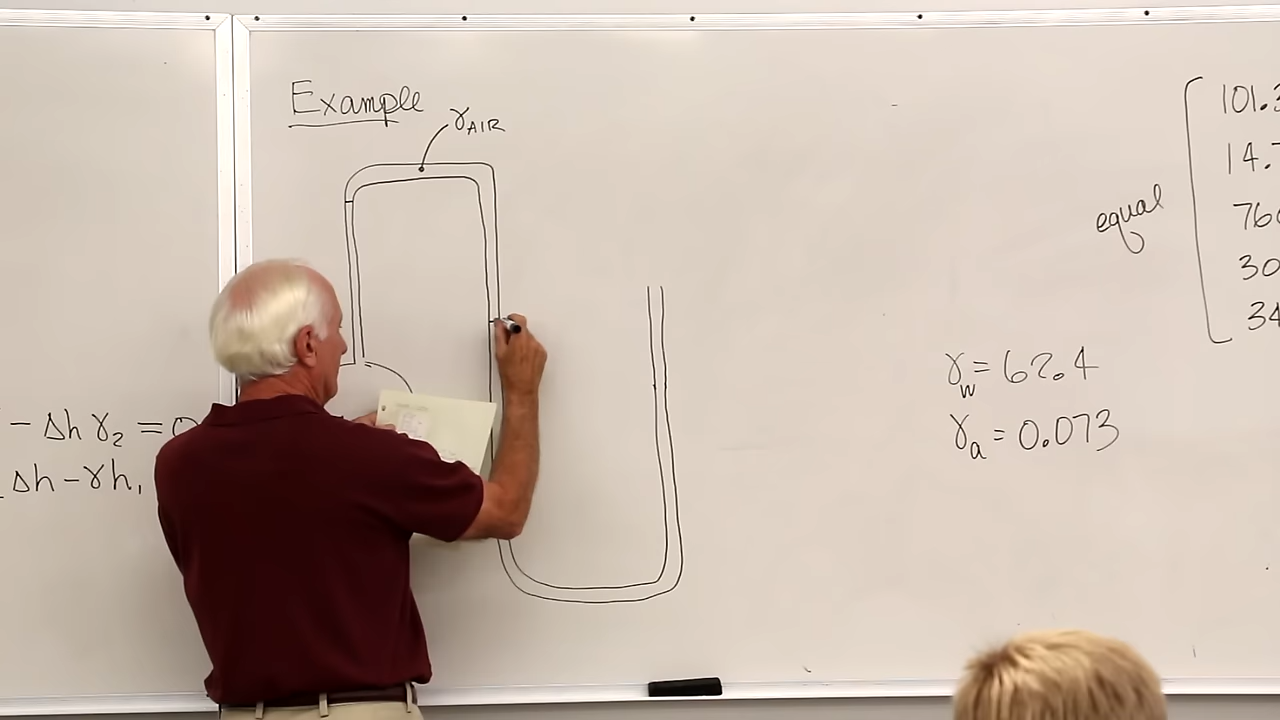 Example
γAIR
- Δh γ₂ = 0
Δh - γh₁
equal
101.3
14.7
760
30
34
γw = 62.4
γa = 0.073